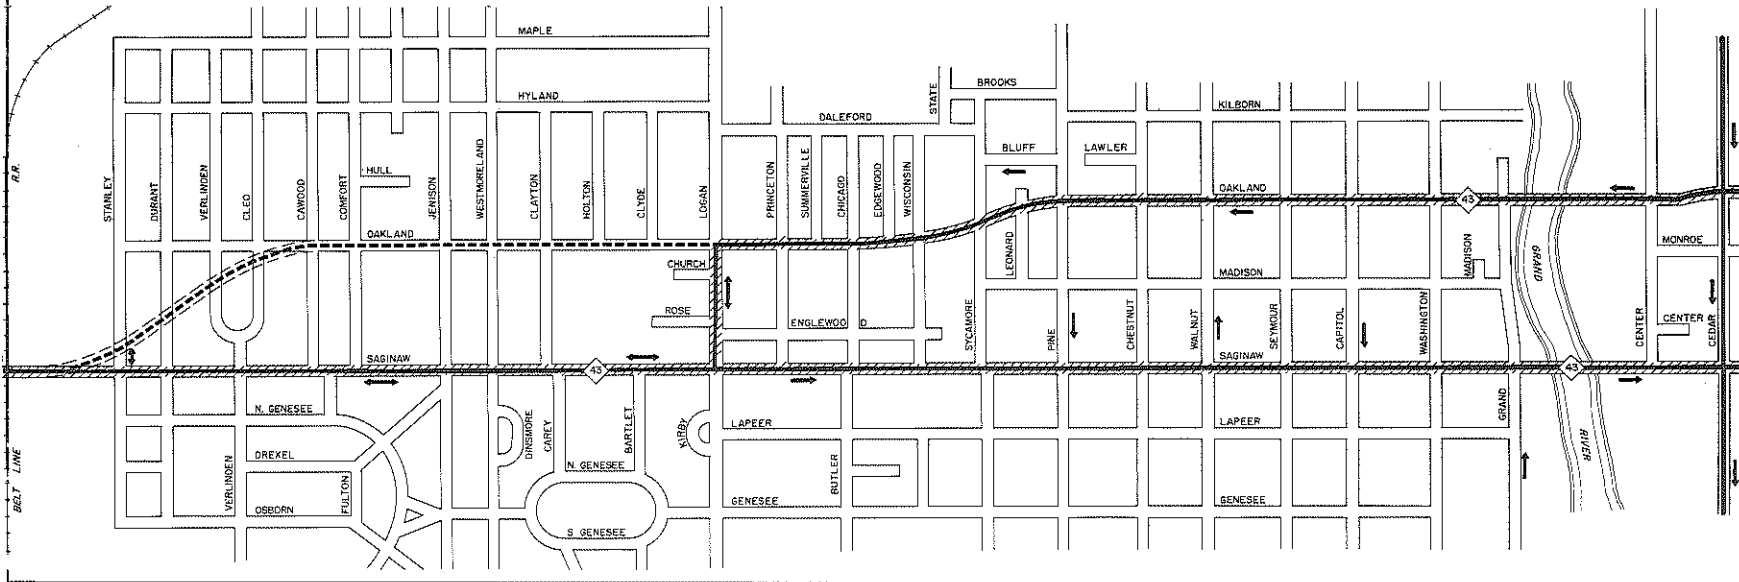 MAPLE
HYLAND
BROOKS
STATE
DALEFORD
KILBORN
BLUFF
LAWLER
R.R.
HULL
STANLEY
DURANT
VERLINDEN
CLEO
CAWOOD
COMFORT
JENISON
WESTMORELAND
CLAYTON
HOLTON
CLYDE
LOGAN
PRINCETON
SUMMERVILLE
CHICAGO
EDGEWOOD
WISCONSIN
OAKLAND
43
OAKLAND
CHURCH
LEONARD
MADISON
MADISON
GRAND
MONROE
ROSE
ENGLEWOOD
SYCAMORE
PINE
CHESTNUT
WALNUT
SEYMOUR
CAPITOL
WASHINGTON
CENTER
CENTER
CEDAR
SAGINAW
43
SAGINAW
43
N. GENESEE
DINSMORE
CAREY
BARTLET
KIRBY
LAPEER
LAPEER
GRAND
RIVER
DREXEL
N. GENESEE
BELT LINE
VERLINDEN
FULTON
BUTLER
OSBORN
GENESEE
GENESEE
S GENESEE